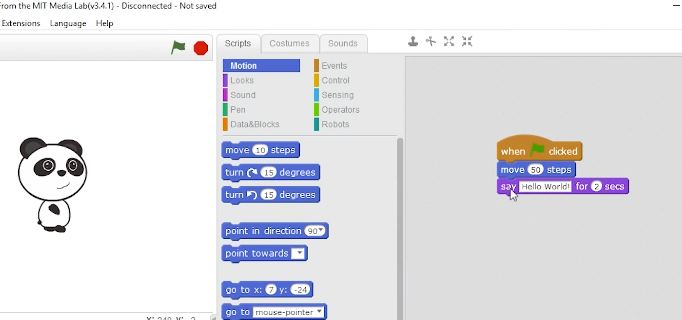 from the MIT Media Lab(v3.4.1) - Disconnected - Not saved
Extensions Language Help
Scripts Costumes Sounds
Motion Events
Looks Control
Sound Sensing
Pen Operators
Data&Blocks Robots
move 10 steps
turn 15 degrees
turn 15 degrees
point in direction 90
point towards
go to x: 7 y: -24
go to mouse-pointer
when clicked
move 50 steps
say Hello World! for 2 secs